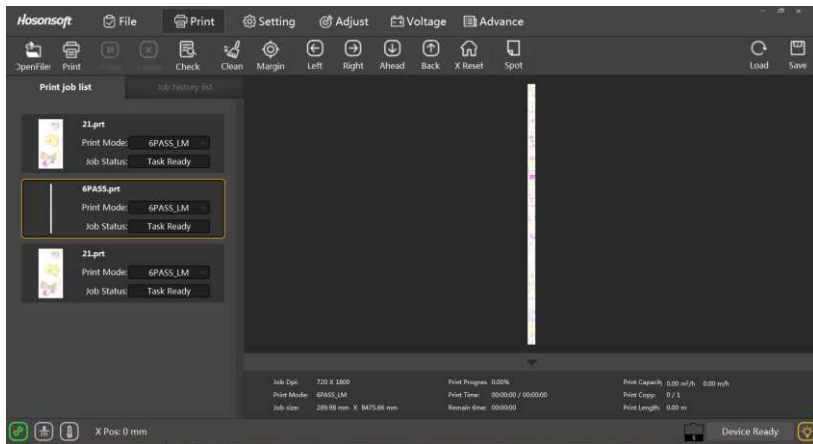 Hosonsoft File Print Setting Adjust Voltage Advance
OpenFile Print Check Clean Margin Left Right Ahead Back X Reset Spot Load Save
Print job list Job history list
21.prt
Print Mode: 6PASS_LM
Job Status: Task Ready
6PASS.prt
Print Mode: 6PASS_LM
Job Status: Task Ready
21.prt
Print Mode: 6PASS_LM
Job Status: Task Ready
Job Dpi: 720 X 1800 Print Progres 0.00% Print Capacity 0.00 m²/h 0.00 m/h
Print Mode: 6PASS_LM Print Time: 00:00:00 / 00:00:00 Print Copy: 0 / 1
Job size: 289.98 mm X 8475.66 mm Remain time: 00:00:00 Print Length: 0.00 m
X Pos: 0 mm Device Ready